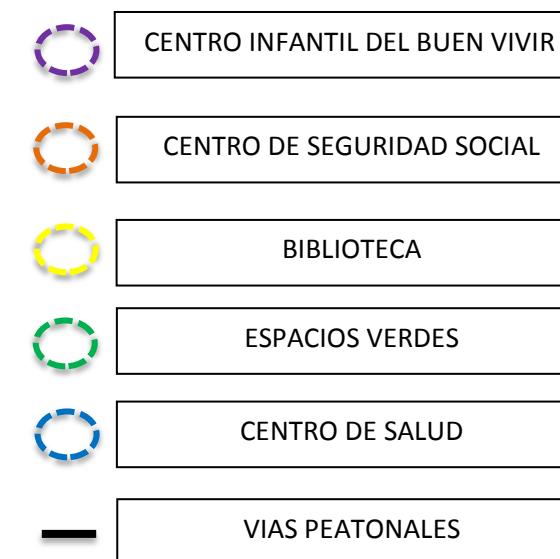 CENTRO INFANTIL DEL BUEN VIVIR
CENTRO DE SEGURIDAD SOCIAL
BIBLIOTECA
ESPACIOS VERDES
CENTRO DE SALUD
VIAS PEATONALES